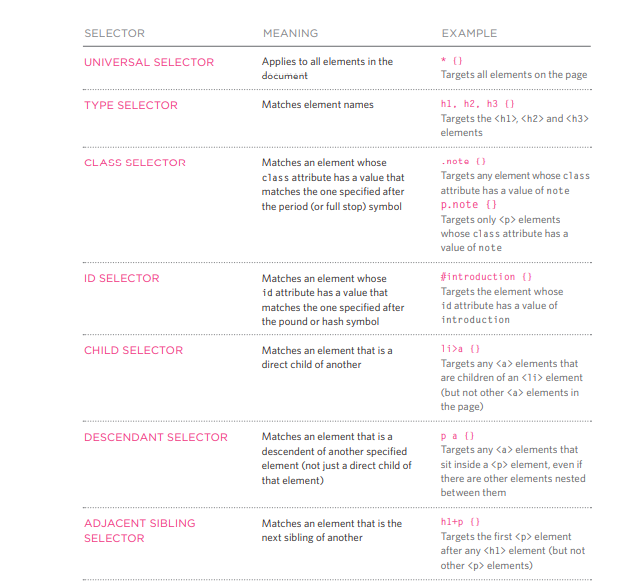 SELECTOR MEANING EXAMPLE
UNIVERSAL SELECTOR Applies to all elements in the * {}
document Targets all elements on the page
TYPE SELECTOR Matches element names h1, h2, h3 {}
Targets the <h1>, <h2> and <h3>
elements
CLASS SELECTOR Matches an element whose .note {}
class attribute has a value that Targets any element whose class
matches the one specified after attribute has a value of note
the period (or full stop) symbol p.note {}
Targets only <p> elements
whose class attribute has a
value of note
ID SELECTOR Matches an element whose #introduction {}
id attribute has a value that Targets the element whose
matches the one specified after id attribute has a value of
the pound or hash symbol introduction
CHILD SELECTOR Matches an element that is a li>a {}
direct child of another Targets any <a> elements that
are children of an <li> element
(but not other <a> elements in
the page)
DESCENDANT SELECTOR Matches an element that is a p a {}
descendent of another specified Targets any <a> elements that
element (not just a direct child of sit inside a <p> element, even if
that element) there are other elements nested
between them
ADJACENT SIBLING Matches an element that is the h1+p {}
SELECTOR next sibling of another Targets the first <p> element
after any <h1> element (but not
other <p> elements)